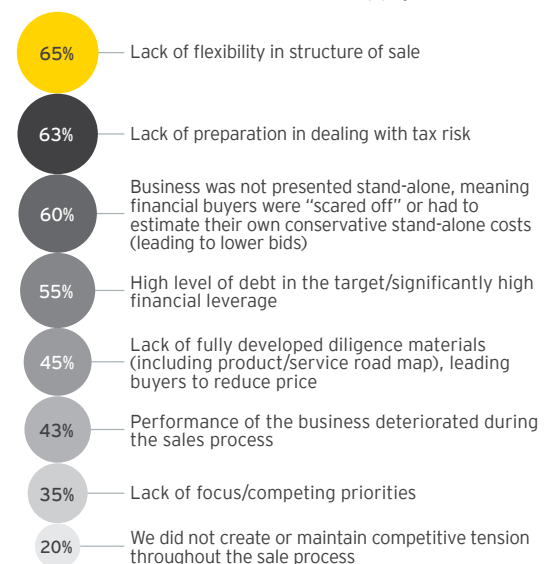 65%
Lack of flexibility in structure of sale
63%
Lack of preparation in dealing with tax risk
60%
Business was not presented stand-alone, meaning
financial buyers were “scared off” or had to
estimate their own conservative stand-alone costs
(leading to lower bids)
55%
High level of debt in the target/significantly high
financial leverage
45%
Lack of fully developed diligence materials
(including product/service road map), leading
buyers to reduce price
43%
Performance of the business deteriorated during
the sales process
35%
Lack of focus/competing priorities
20%
We did not create or maintain competitive tension
throughout the sale process